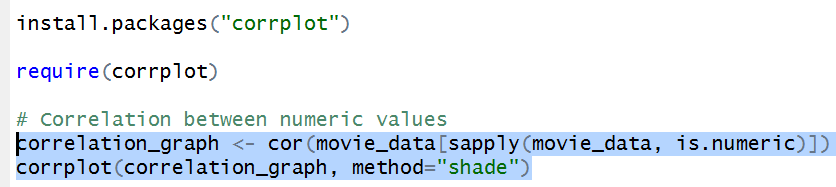 install.packages("corrplot")
require(corrplot)
# Correlation between numeric values
correlation_graph <- cor(movie_data[sapply(movie_data, is.numeric)])
corrplot(correlation_graph, method="shade")